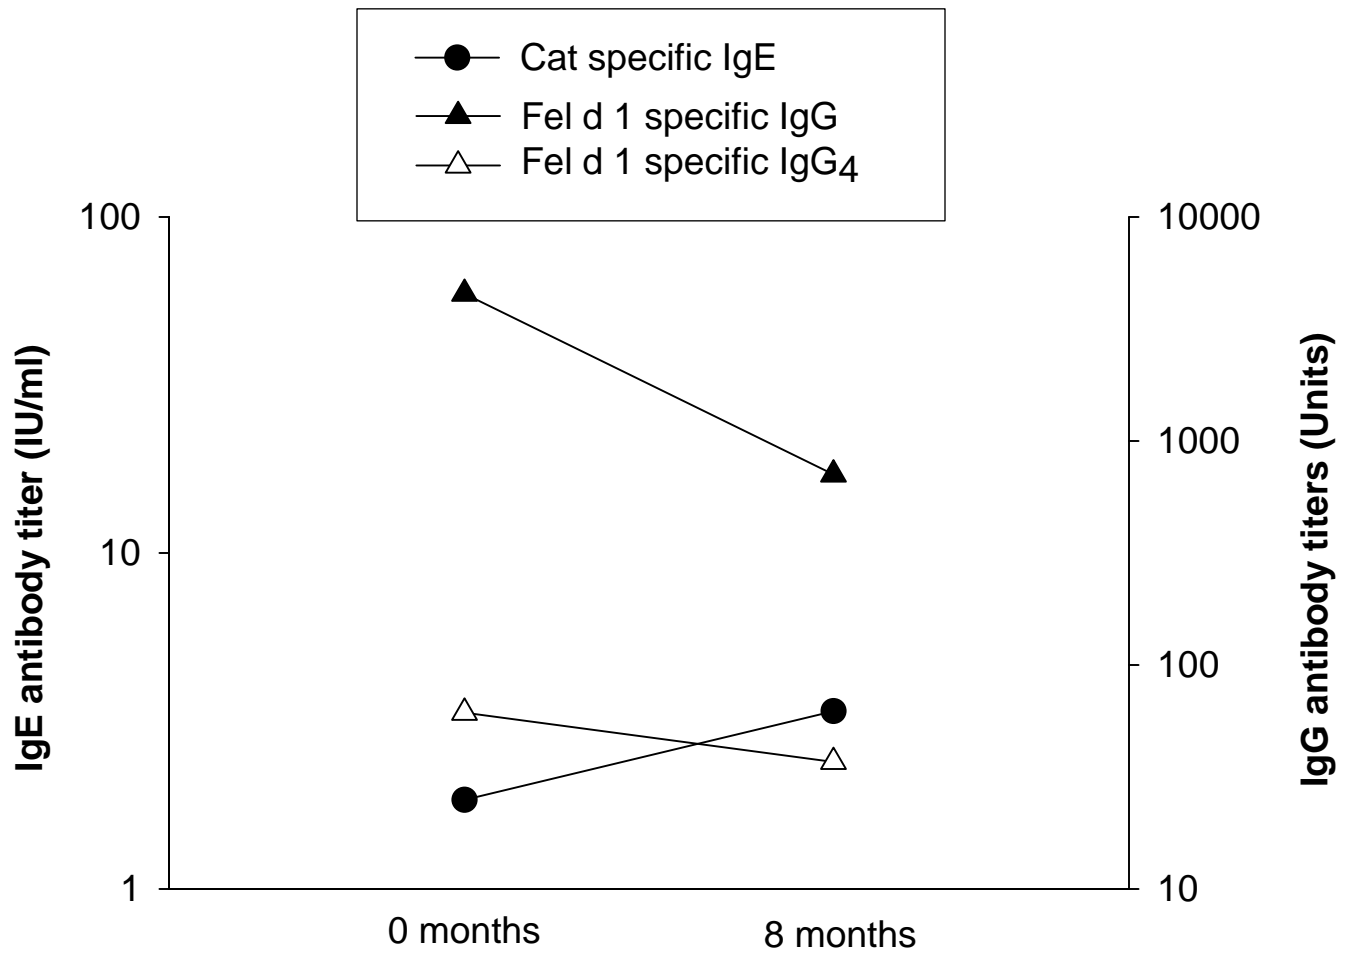 Cat specific IgE
Fel d 1 specific IgG
Fel d 1 specific IgG₄
100
10
1
10000
1000
100
10
IgE antibody titer (IU/ml)
IgG antibody titers (Units)
0 months
8 months